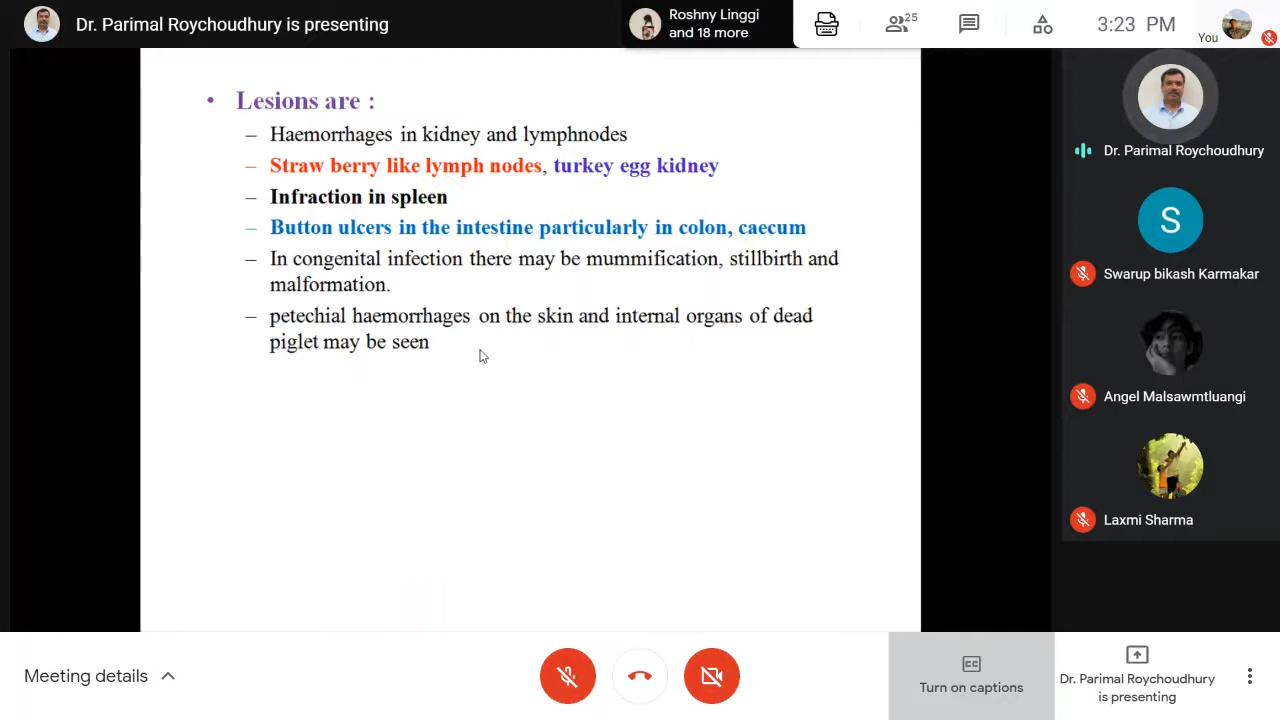 Dr. Parimal Roychoudhury is presenting
Roshny Linggi
and 18 more
25
3:23 PM
You
• Lesions are :
– Haemorrhages in kidney and lymphnodes
– Straw berry like lymph nodes, turkey egg kidney
– Infraction in spleen
– Button ulcers in the intestine particularly in colon, caecum
– In congenital infection there may be mummification, stillbirth and
malformation.
– petechial haemorrhages on the skin and internal organs of dead
piglet may be seen
Dr. Parimal Roychoudhury
S
Swarup bikash Karmakar
Angel Malsawmtluangi
Laxmi Sharma
Meeting details
CC
Turn on captions
Dr. Parimal Roychoudhury
is presenting